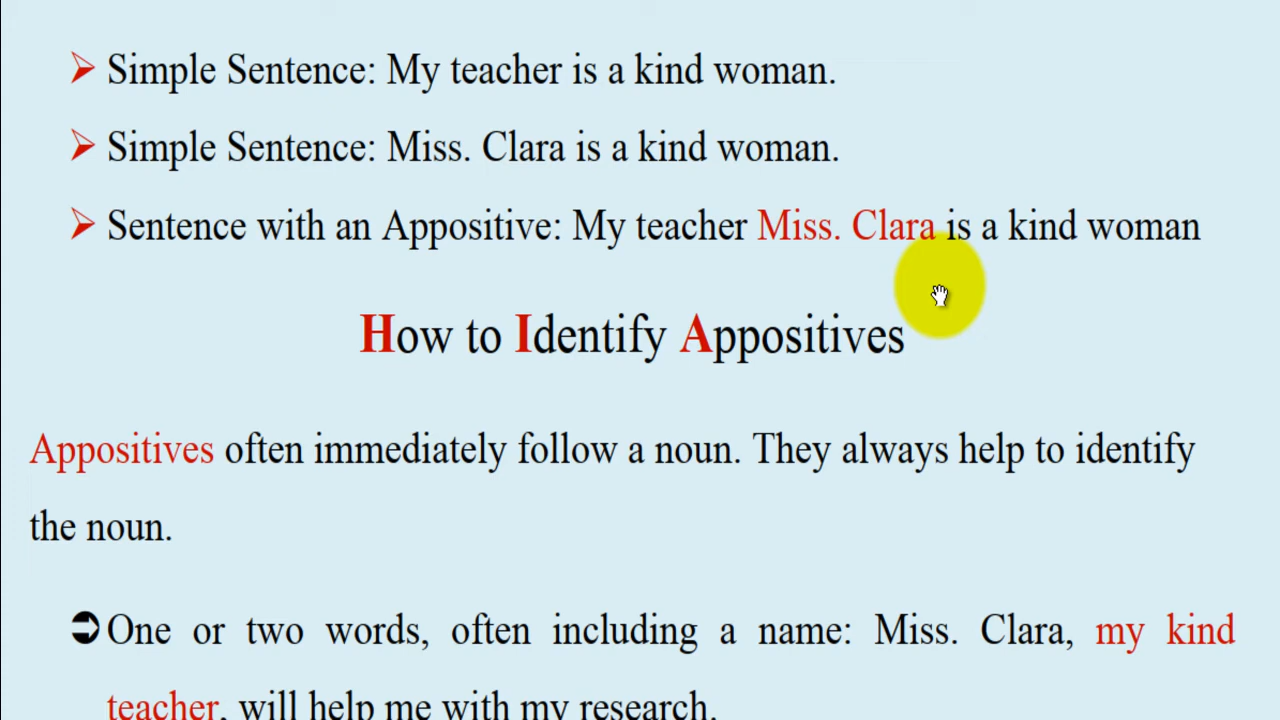 Simple Sentence: My teacher is a kind woman.
Simple Sentence: Miss. Clara is a kind woman.
Sentence with an Appositive: My teacher Miss. Clara is a kind woman
How to Identify Appositives
Appositives often immediately follow a noun. They always help to identify
the noun.
One or two words, often including a name: Miss. Clara, my kind
teacher, will help me with my research.